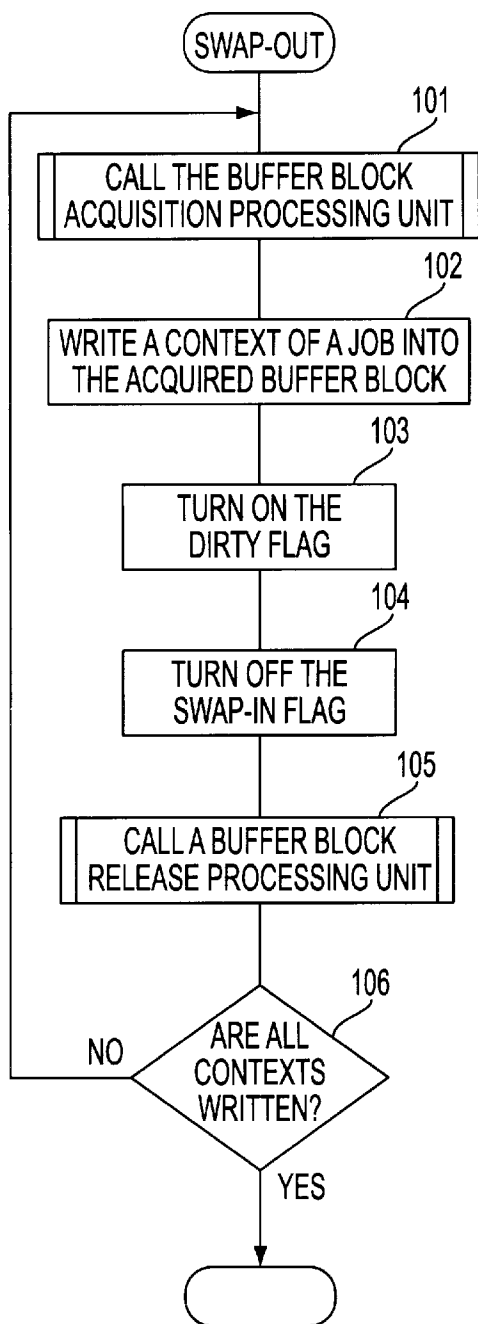 SWAP-OUT
101
CALL THE BUFFER BLOCK
ACQUISITION PROCESSING UNIT
102
WRITE A CONTEXT OF A JOB INTO
THE ACQUIRED BUFFER BLOCK
103
TURN ON THE
DIRTY FLAG
104
TURN OFF THE
SWAP-IN FLAG
105
CALL A BUFFER BLOCK
RELEASE PROCESSING UNIT
106
NO
ARE ALL
CONTEXTS
WRITTEN?
YES